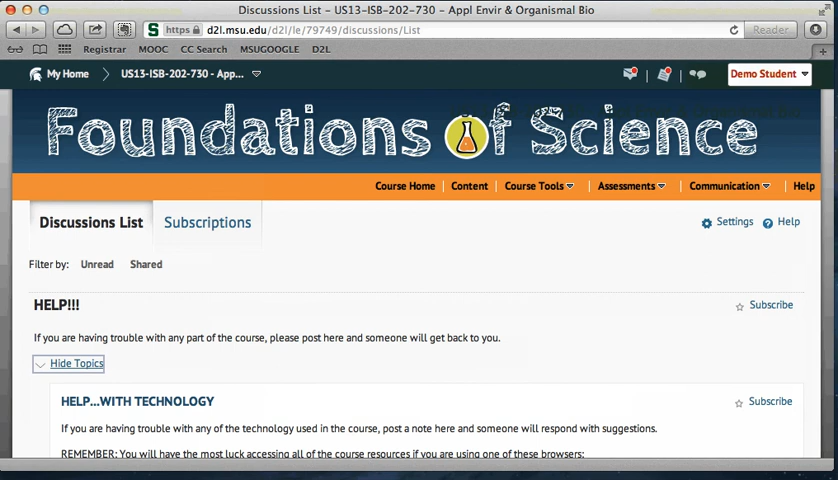 Discussions List - US13-ISB-202-730 - Appl Envir & Organismal Bio
https d2l.msu.edu/d2l/le/79749/discussions/List Reader
Registrar MOOC CC Search MSUGOOGLE D2L
My Home US13-ISB-202-730 - App... Demo Student
Foundations of Science
Course Home Content Course Tools Assessments Communication Help
Discussions List Subscriptions Settings Help
Filter by: Unread Shared
HELP!!! Subscribe
If you are having trouble with any part of the course, please post here and someone will get back to you.
Hide Topics
HELP...WITH TECHNOLOGY Subscribe
If you are having trouble with any of the technology used in the course, post a note here and someone will respond with suggestions.
REMEMBER: You will have the most luck accessing all of the course resources if you are using one of these browsers: